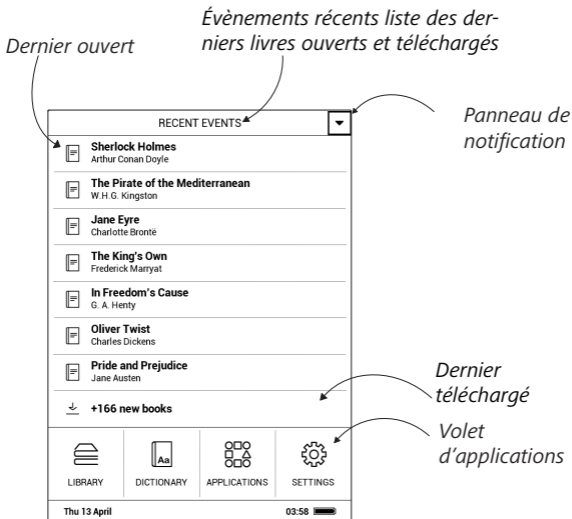 Évènements récents liste des der-
niers livres ouverts et téléchargés
Dernier ouvert
Panneau de
notification
RECENT EVENTS
Sherlock Holmes
Arthur Conan Doyle
The Pirate of the Mediterranean
W.H.G. Kingston
Jane Eyre
Charlotte Brontë
The King's Own
Frederick Marryat
In Freedom's Cause
G. A. Henty
Oliver Twist
Charles Dickens
Pride and Prejudice
Jane Austen
+166 new books
Dernier
téléchargé
Volet
d'applications
Aa
LIBRARY DICTIONARY APPLICATIONS SETTINGS
Thu 13 April 03:58